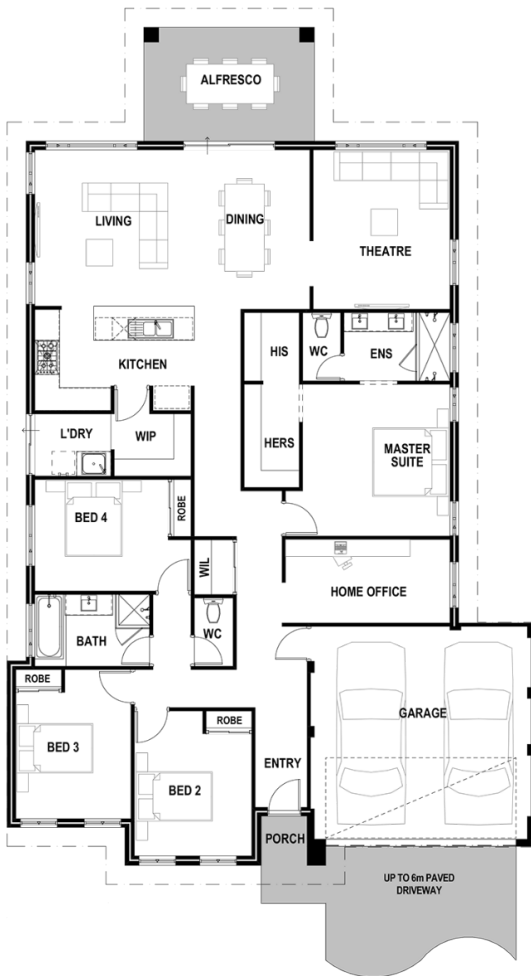 ALFRESCO
LIVING
DINING
THEATRE
HIS
WC
ENS
KITCHEN
HERS
L'DRY
WIP
MASTER
SUITE
BED 4
ROBE
WIL
HOME OFFICE
BATH
WC
ROBE
ROBE
GARAGE
BED 3
ENTRY
BED 2
PORCH
UP TO 6m PAVED
DRIVEWAY